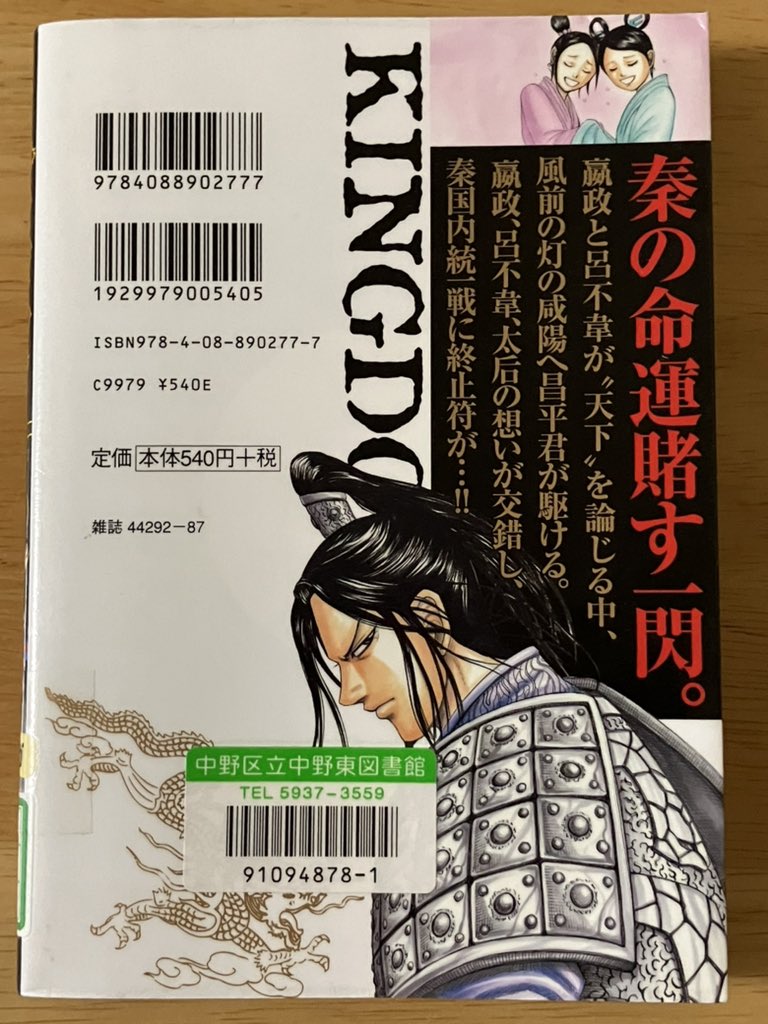 秦の命運賭す一閃。
嬴政と呂不韋が〝天下〟を論じる中、
風前の灯の咸陽へ昌平君が駆ける。
嬴政、呂不韋、太后の想いが交錯し、
秦国内統一戦に終止符が…!!
KINGDO
9784088902777
1929979005405
ISBN978-4-08-890277-7
C9979 ¥540E
定価 本体540円+税
雑誌 44292-87
中野区立中野東図書館
TEL 5937-3559
91094878-1